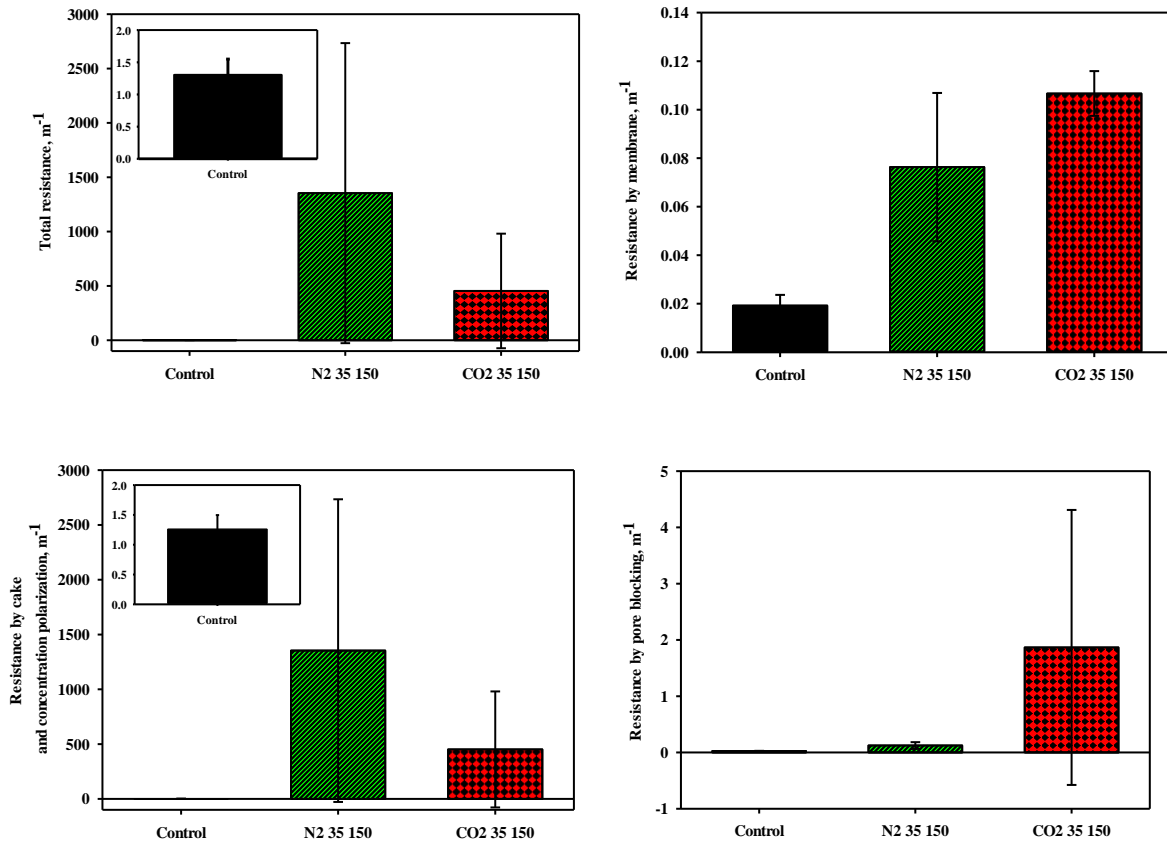 Total resistance, m-1
3000
2500
2000
1500
1000
500
0
2.0
1.5
1.0
0.5
0.0
Control
Control
N2 35 150
CO2 35 150
Resistance by membrane, m-1
0.14
0.12
0.10
0.08
0.06
0.04
0.02
0.00
Control
N2 35 150
CO2 35 150
Resistance by cake
and concentration polarization, m-1
3000
2500
2000
1500
1000
500
0
2.0
1.5
1.0
0.5
0.0
Control
Control
N2 35 150
CO2 35 150
Resistance by pore blocking, m-1
5
4
3
2
1
0
-1
Control
N2 35 150
CO2 35 150